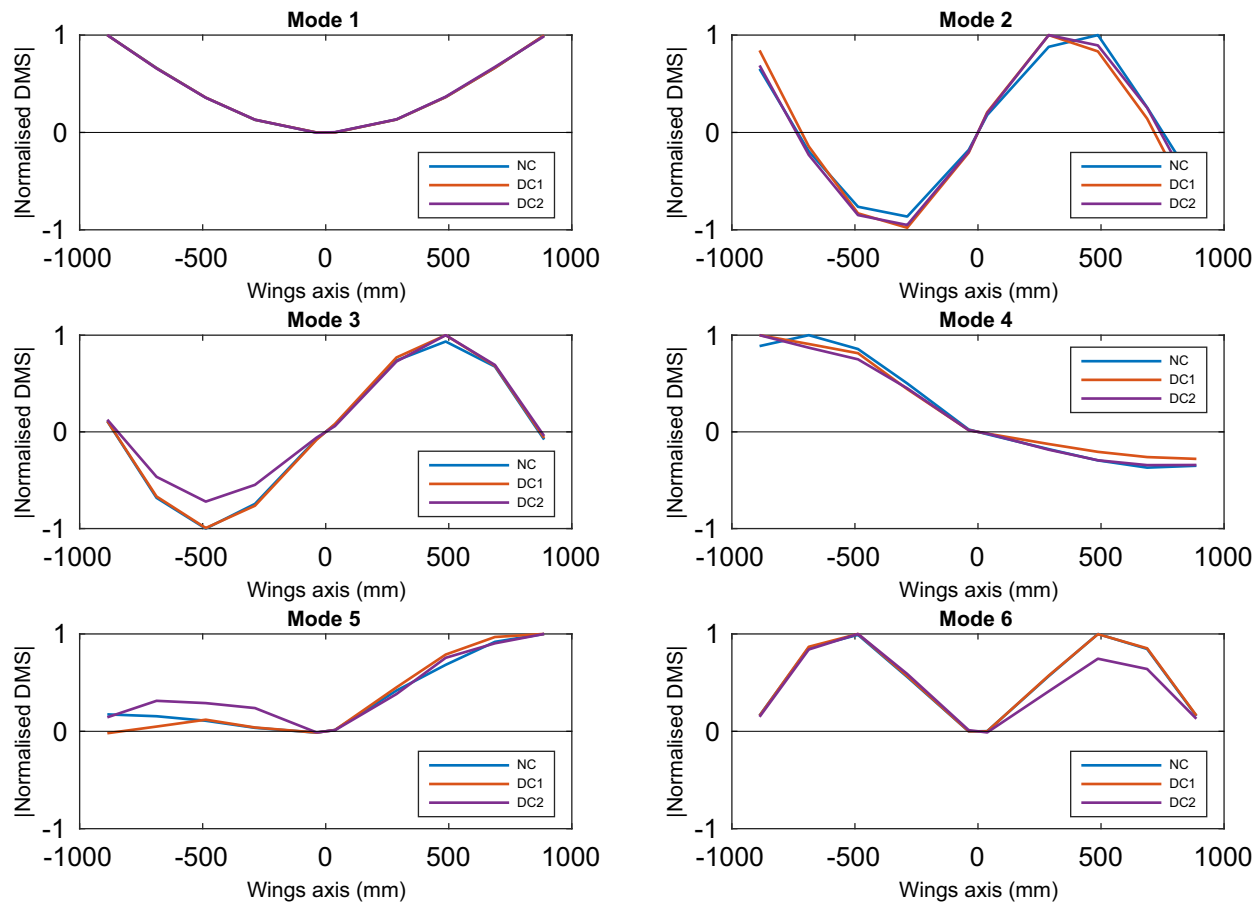 Mode 1
|Normalised DMS|
1
0
-1
NC
DC1
DC2
-1000 -500 0 500 1000
Wings axis (mm)
Mode 2
|Normalised DMS|
1
0
-1
NC
DC1
DC2
-1000 -500 0 500 1000
Wings axis (mm)
Mode 3
|Normalised DMS|
1
0
-1
NC
DC1
DC2
-1000 -500 0 500 1000
Wings axis (mm)
Mode 4
|Normalised DMS|
1
0
-1
NC
DC1
DC2
-1000 -500 0 500 1000
Wings axis (mm)
Mode 5
|Normalised DMS|
1
0
-1
NC
DC1
DC2
-1000 -500 0 500 1000
Wings axis (mm)
Mode 6
|Normalised DMS|
1
0
-1
NC
DC1
DC2
-1000 -500 0 500 1000
Wings axis (mm)